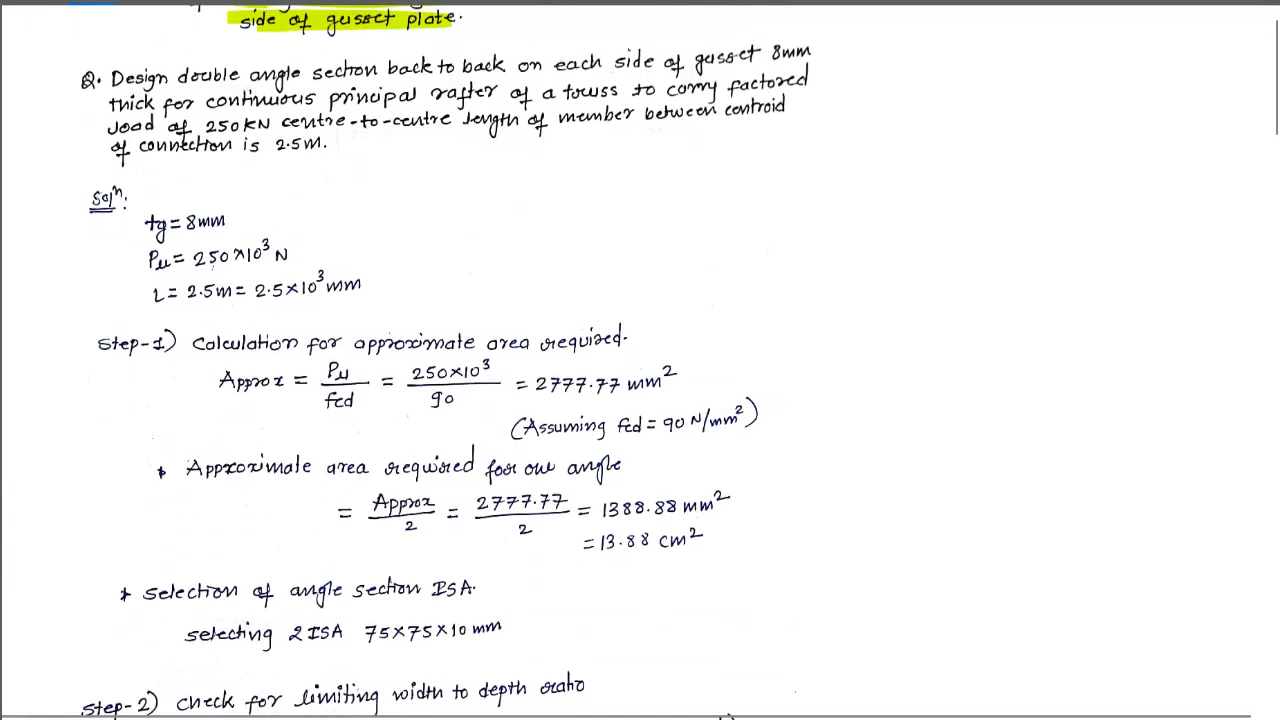 side of gusset plate.
Q. Design double angle section back to back on each side of gusset 8mm
thick for continuous principal rafter of a truss to carry factored
load of 250KN centre-to-centre length of member between centroid
of connection is 2.5m.
Solⁿ:
tg = 8mm
Pu = 250×10³ N
L = 2.5m = 2.5×10³ mm
Step-1) Calculation for approximate area required.
Approx = Pu/fcd = 250×10³/90 = 2777.77 mm²
(Assuming fcd = 90 N/mm²)
* Approximate area required for one angle
= Approx/2 = 2777.77/2 = 1388.88 mm²
= 13.88 cm²
* selection of angle section ISA.
selecting 2 ISA 75×75×10 mm
Step-2) check for limiting width to depth ratio